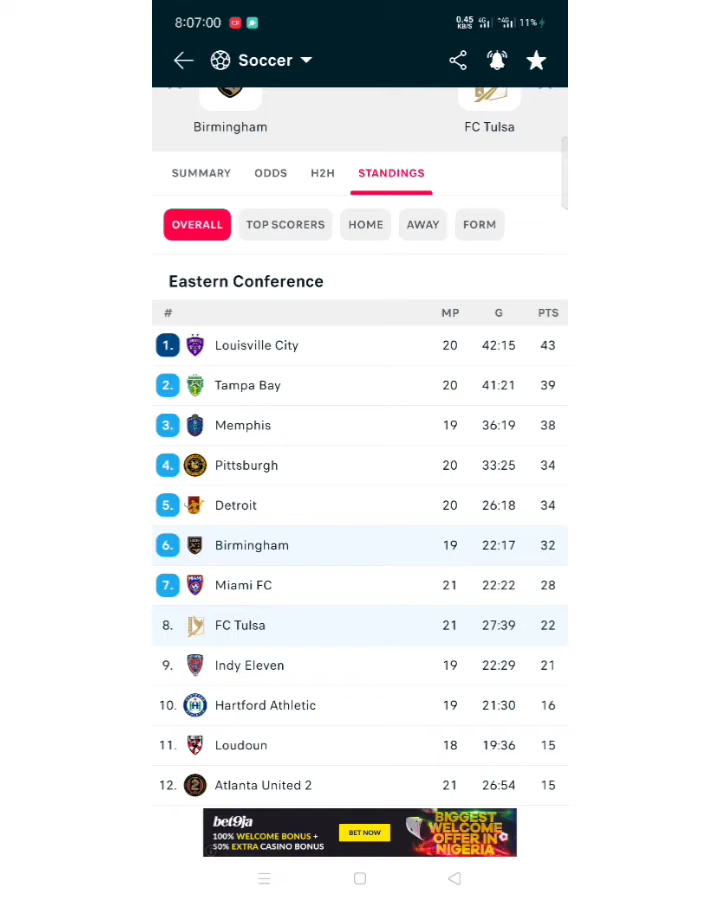 8:07:00 0.45 KB/S 4G 4G 11%
Soccer
Birmingham FC Tulsa
SUMMARY ODDS H2H STANDINGS
OVERALL TOP SCORERS HOME AWAY FORM
Eastern Conference
# MP G PTS
1. Louisville City 20 42:15 43
2. Tampa Bay 20 41:21 39
3. Memphis 19 36:19 38
4. Pittsburgh 20 33:25 34
5. Detroit 20 26:18 34
6. Birmingham 19 22:17 32
7. Miami FC 21 22:22 28
8. FC Tulsa 21 27:39 22
9. Indy Eleven 19 22:29 21
10. Hartford Athletic 19 21:30 16
11. Loudoun 18 19:36 15
12. Atlanta United 2 21 26:54 15
bet9ja
100% WELCOME BONUS +
50% EXTRA CASINO BONUS
BET NOW
BIGGEST
WELCOME
OFFER IN
NIGERIA